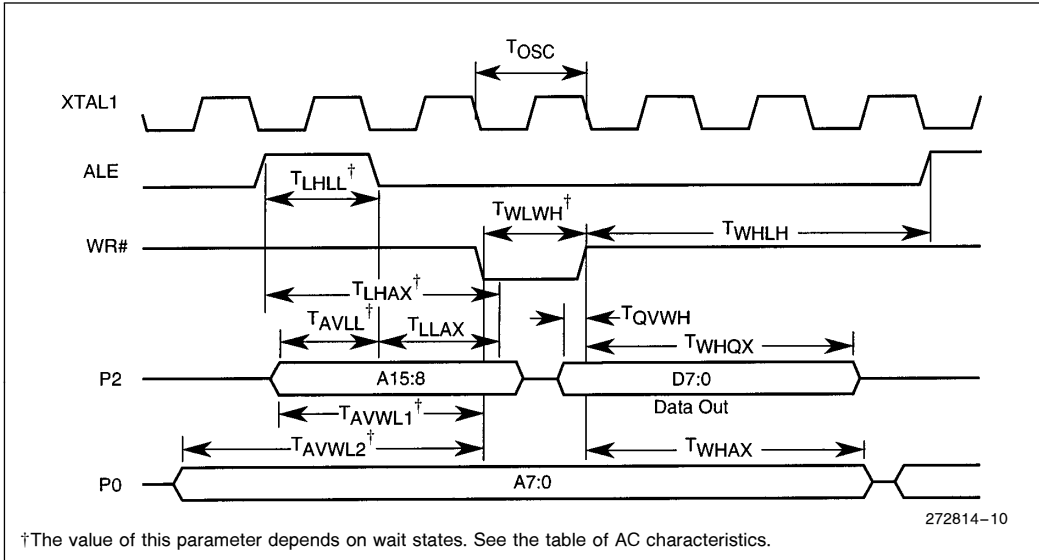 TOSC
XTAL1
ALE
TLHLL†
TWLWH†
TWHLH
WR#
TLHAX†
TQVWH
TAVLL†
TLLAX
TWHQX
P2
A15:8
D7:0
Data Out
TAVWL1†
TAVWL2†
TWHAX
P0
A7:0
272814–10
†The value of this parameter depends on wait states. See the table of AC characteristics.